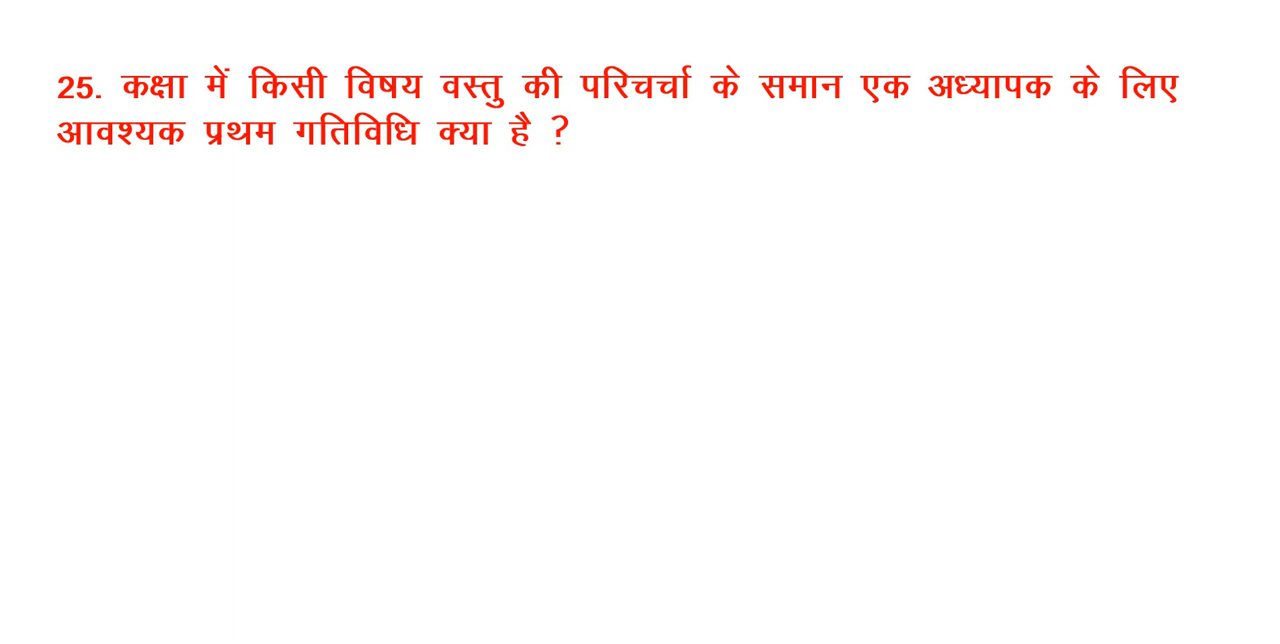 25. कक्षा में किसी विषय वस्तु की परिचर्चा के समान एक अध्यापक के लिए
आवश्यक प्रथम गतिविधि क्या है ?